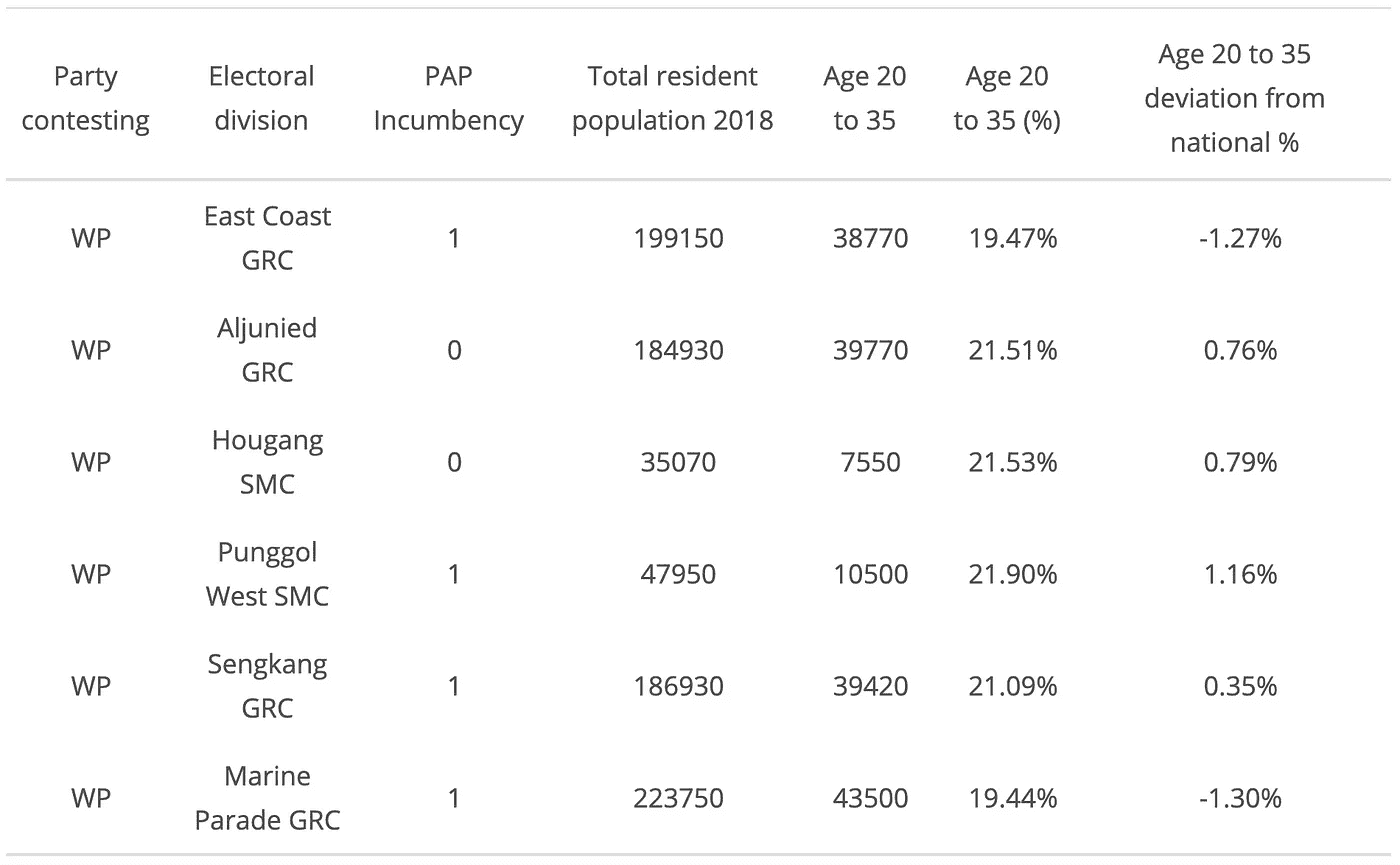 Party contesting Electoral division PAP Incumbency Total resident population 2018 Age 20 to 35 Age 20 to 35 (%) Age 20 to 35 deviation from national %
WP East Coast GRC 1 199150 38770 19.47% -1.27%
WP Aljunied GRC 0 184930 39770 21.51% 0.76%
WP Hougang SMC 0 35070 7550 21.53% 0.79%
WP Punggol West SMC 1 47950 10500 21.90% 1.16%
WP Sengkang GRC 1 186930 39420 21.09% 0.35%
WP Marine Parade GRC 1 223750 43500 19.44% -1.30%